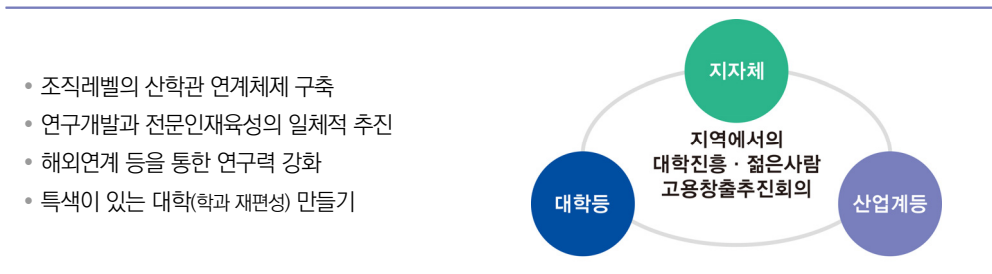 • 조직레벨의 산학관 연계체제 구축
• 연구개발과 전문인재육성의 일체적 추진
• 해외연계 등을 통한 연구력 강화
• 특색이 있는 대학(학과 재편성) 만들기
지자체
지역에서의
대학진흥 · 젊은사람
고용창출추진회의
대학등
산업계등